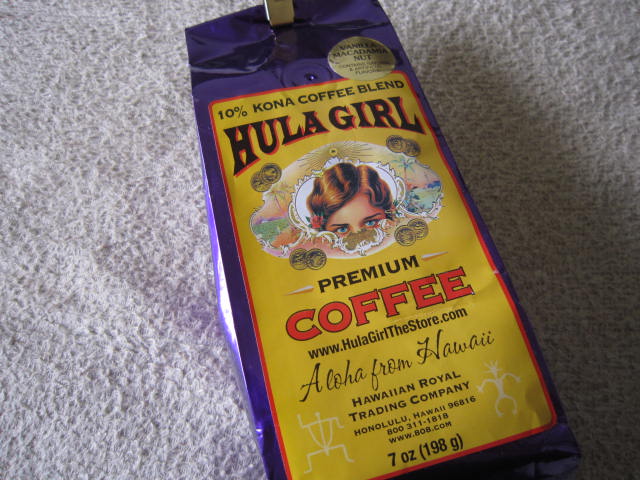 VANILLA
MACADAMIA
NUT
10% KONA COFFEE BLEND
HULA GIRL
PREMIUM
COFFEE
www.HulaGirlTheStore.com
Aloha from Hawaii
HAWAIIAN ROYAL
TRADING COMPANY
HONOLULU, HAWAII 96816
800 311-1818
WWW.808.COM
7 oz (198 g)